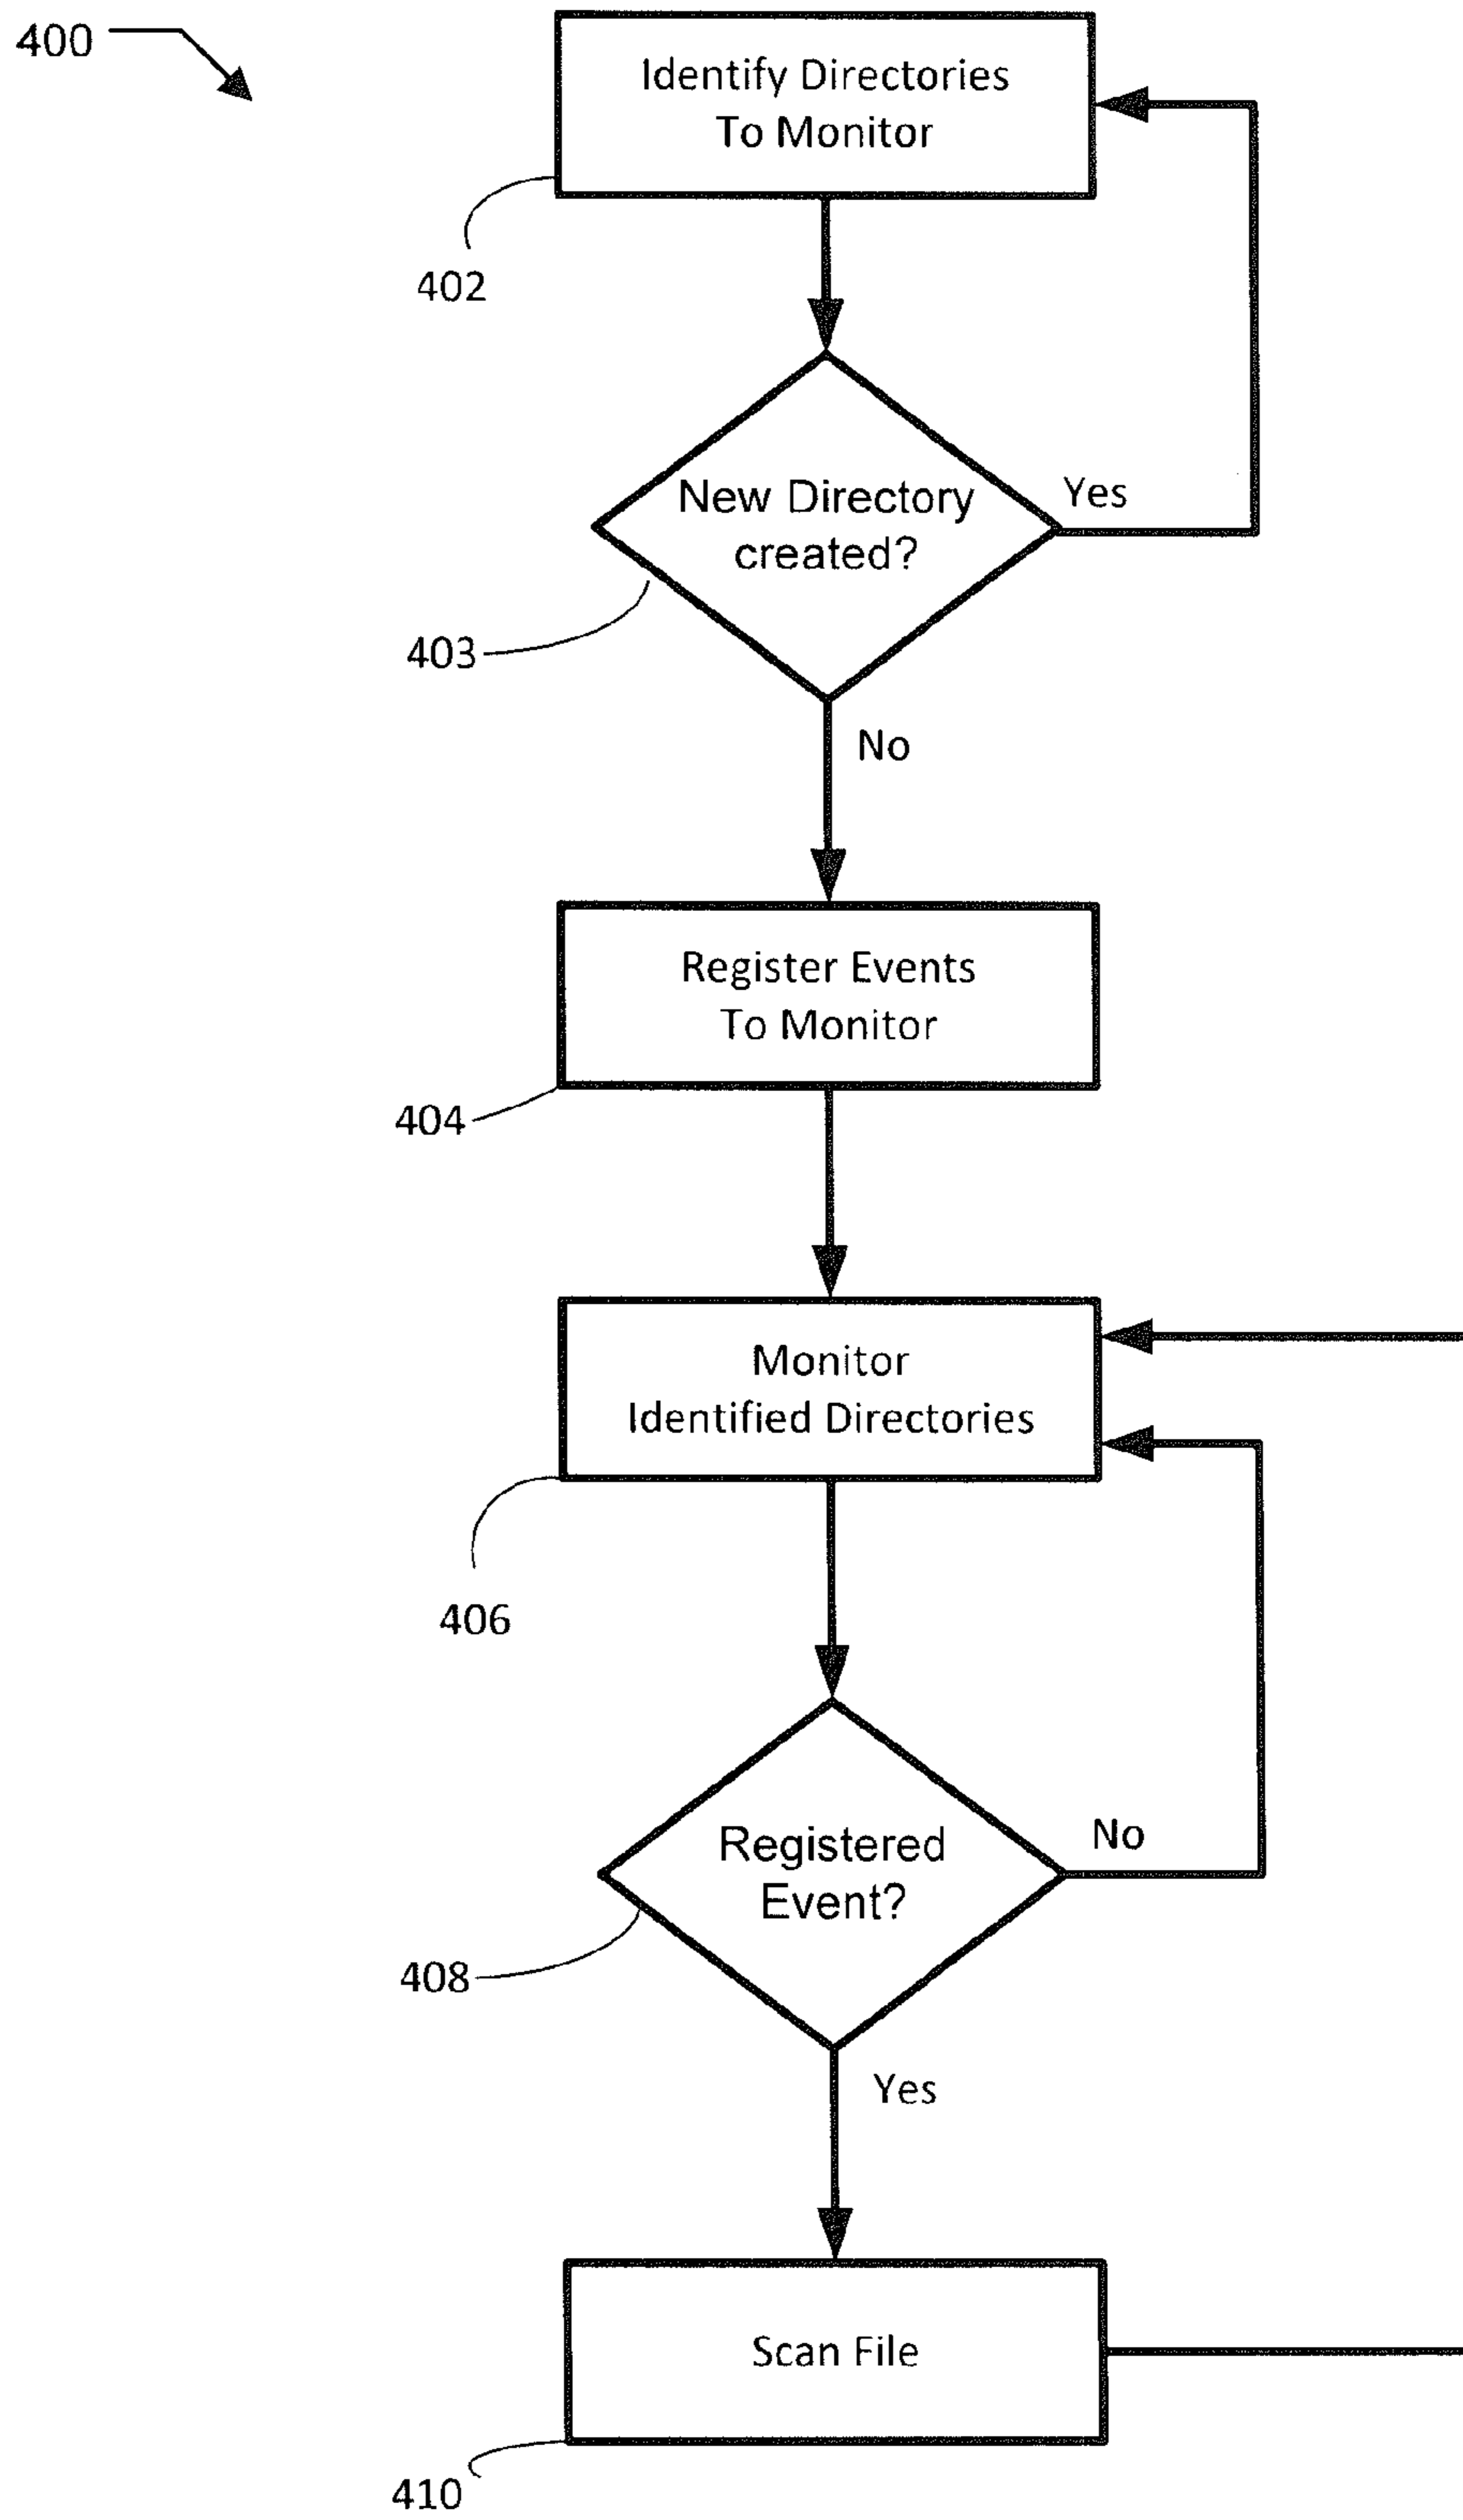 400
Identify Directories
To Monitor
402
New Directory
created?
Yes
403
No
Register Events
To Monitor
404
Monitor
Identified Directories
406
Registered
Event?
No
408
Yes
Scan File
410